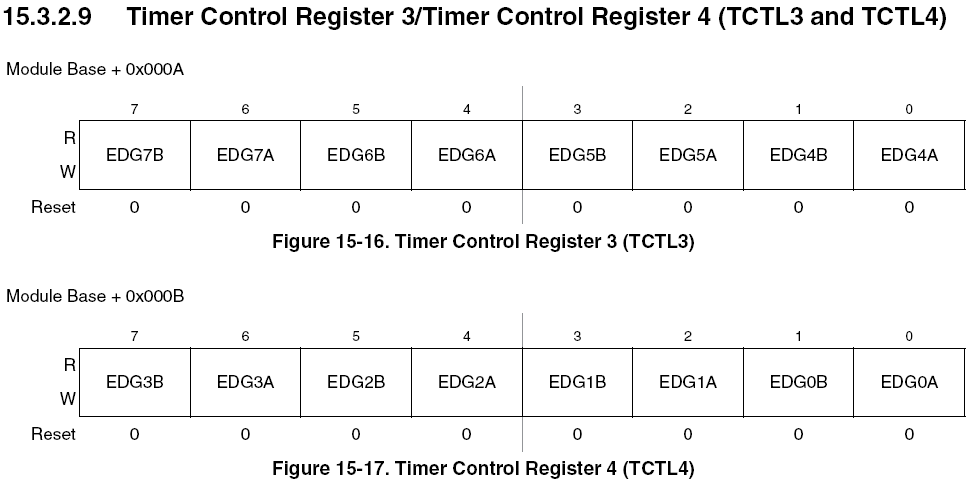 15.3.2.9 Timer Control Register 3/Timer Control Register 4 (TCTL3 and TCTL4)
Module Base + 0x000A
7 6 5 4 3 2 1 0
R
EDG7B EDG7A EDG6B EDG6A EDG5B EDG5A EDG4B EDG4A
W
Reset 0 0 0 0 0 0 0 0
Figure 15-16. Timer Control Register 3 (TCTL3)
Module Base + 0x000B
7 6 5 4 3 2 1 0
R
EDG3B EDG3A EDG2B EDG2A EDG1B EDG1A EDG0B EDG0A
W
Reset 0 0 0 0 0 0 0 0
Figure 15-17. Timer Control Register 4 (TCTL4)